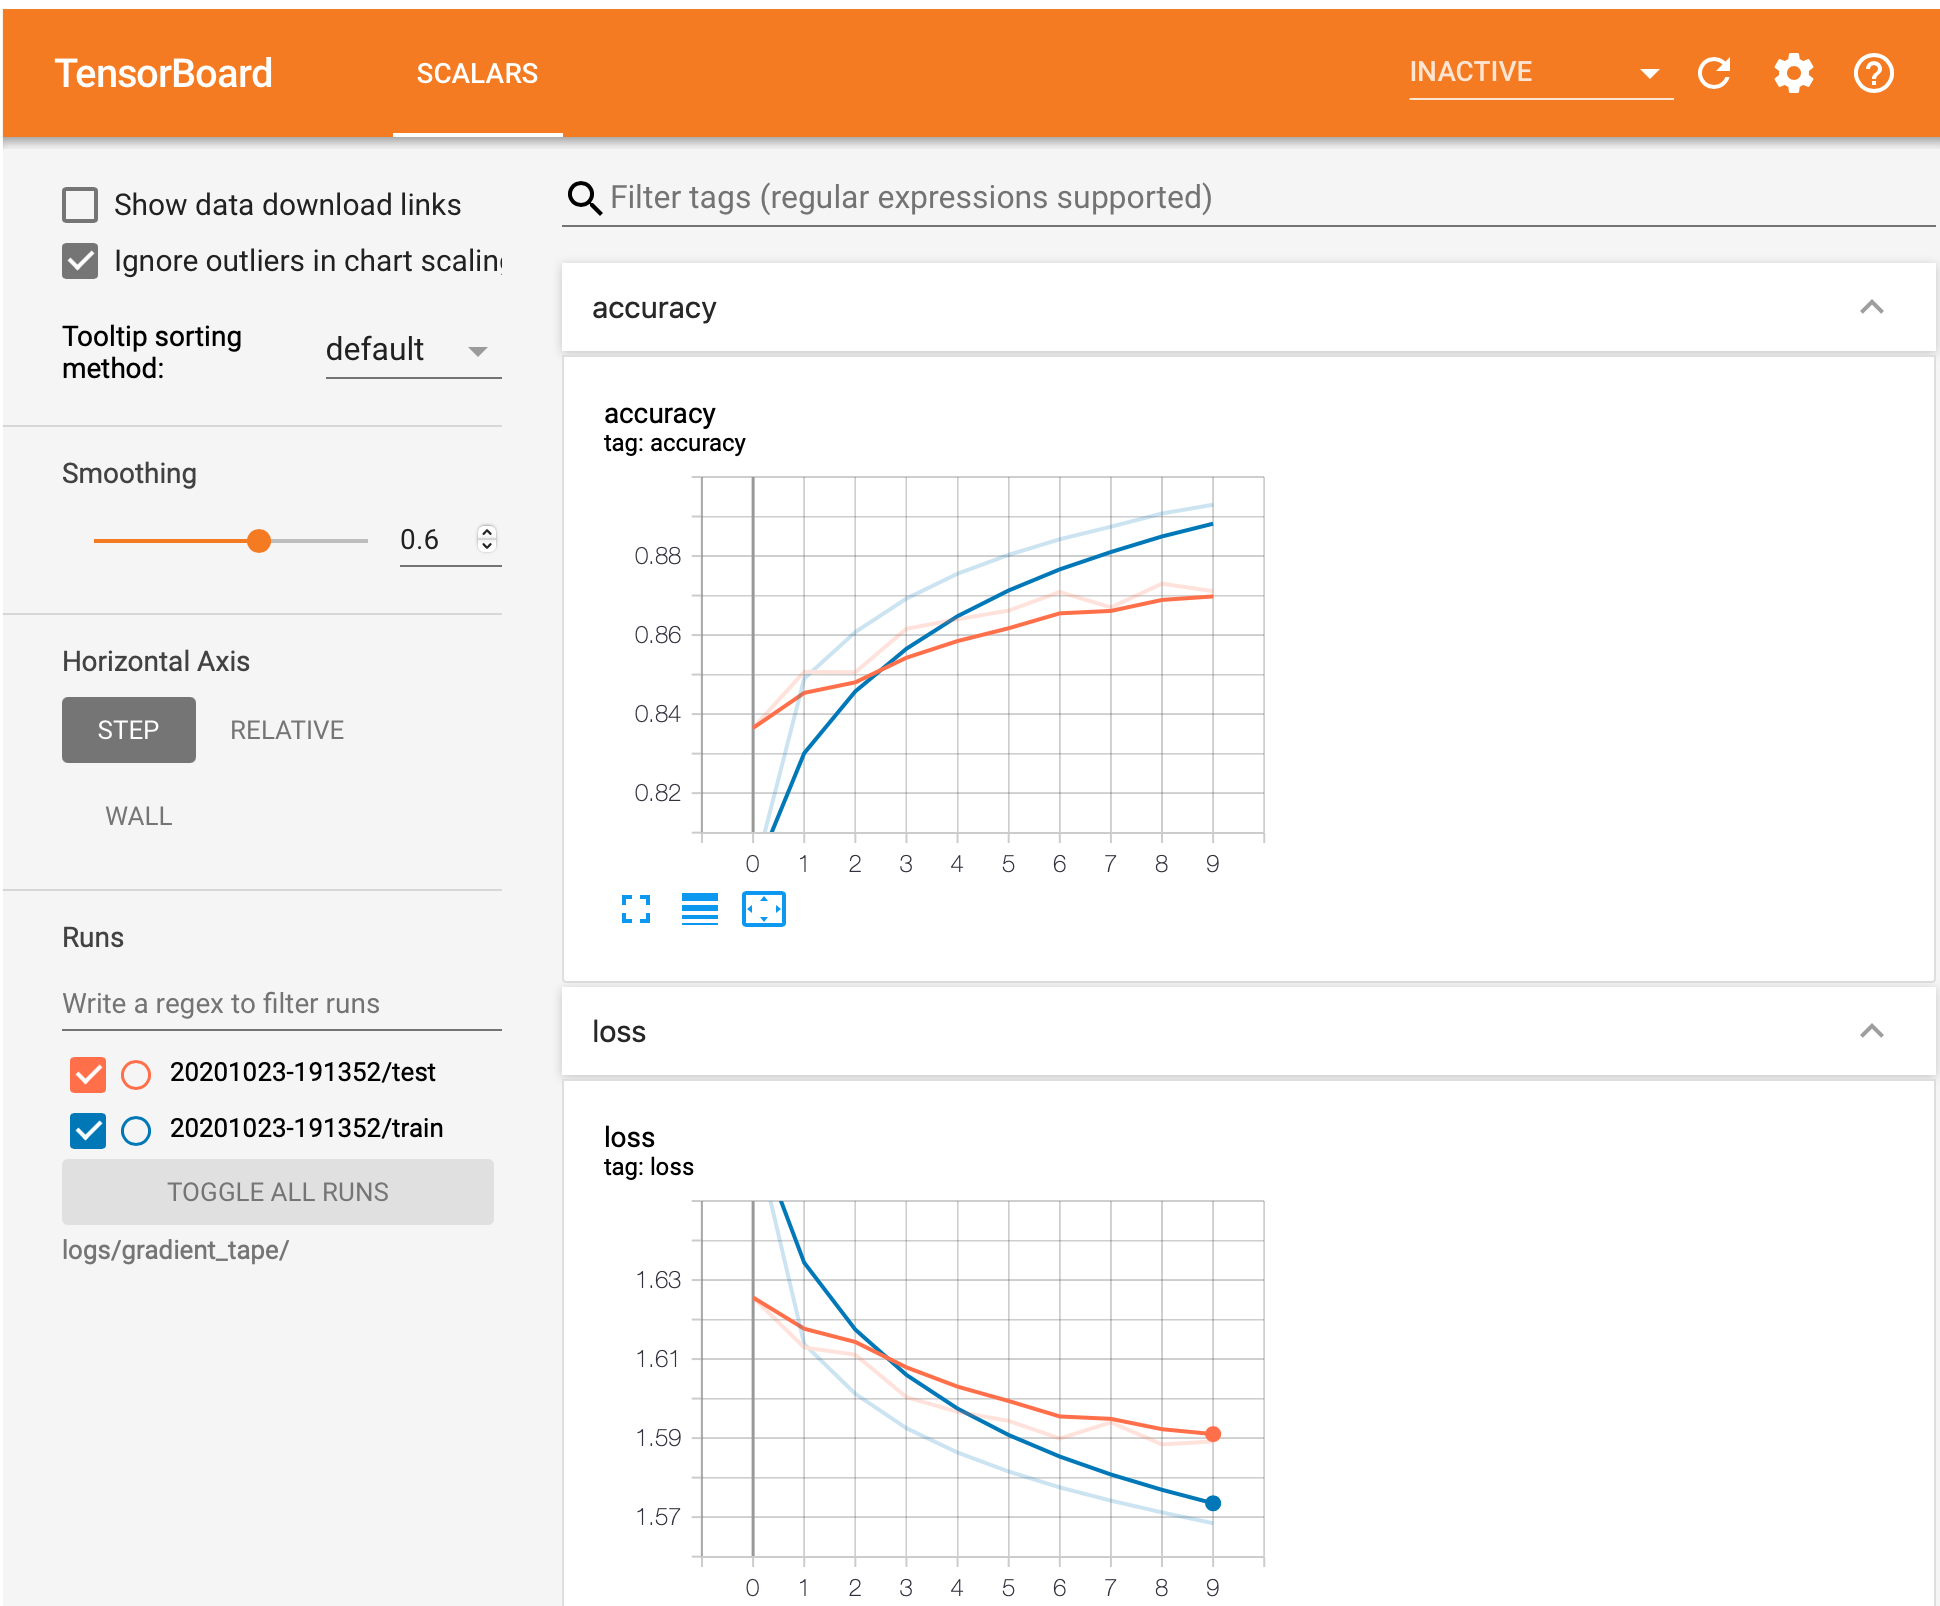 TensorBoard
SCALARS
INACTIVE
Show data download links
Ignore outliers in chart scaling
Tooltip sorting
method:
default
Smoothing
0.6
Horizontal Axis
STEP
RELATIVE
WALL
Runs
Write a regex to filter runs
20201023-191352/test
20201023-191352/train
TOGGLE ALL RUNS
logs/gradient_tape/
Filter tags (regular expressions supported)
accuracy
accuracy
tag: accuracy
0.88
0.86
0.84
0.82
0 1 2 3 4 5 6 7 8 9
loss
loss
tag: loss
1.63
1.61
1.59
1.57
0 1 2 3 4 5 6 7 8 9